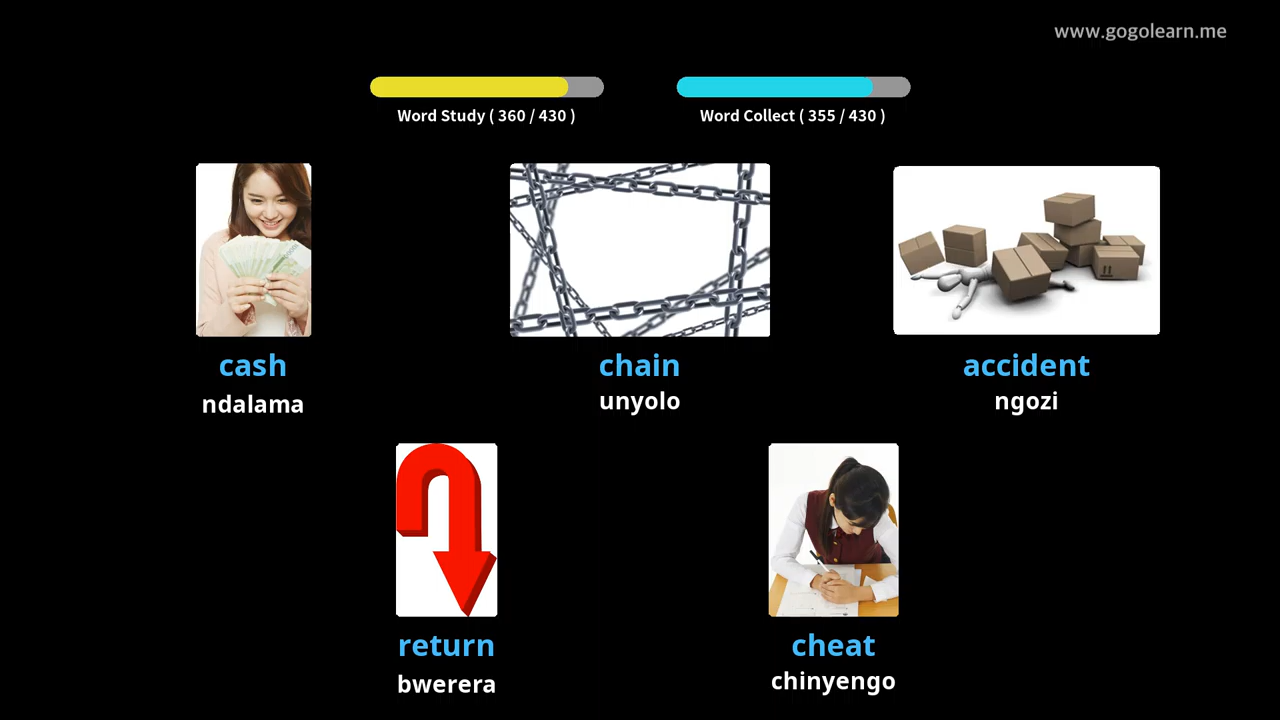 www.gogolearn.me
Word Study ( 360 / 430 )
Word Collect ( 355 / 430 )
cash
ndalama
chain
unyolo
accident
ngozi
return
bwerera
cheat
chinyengo